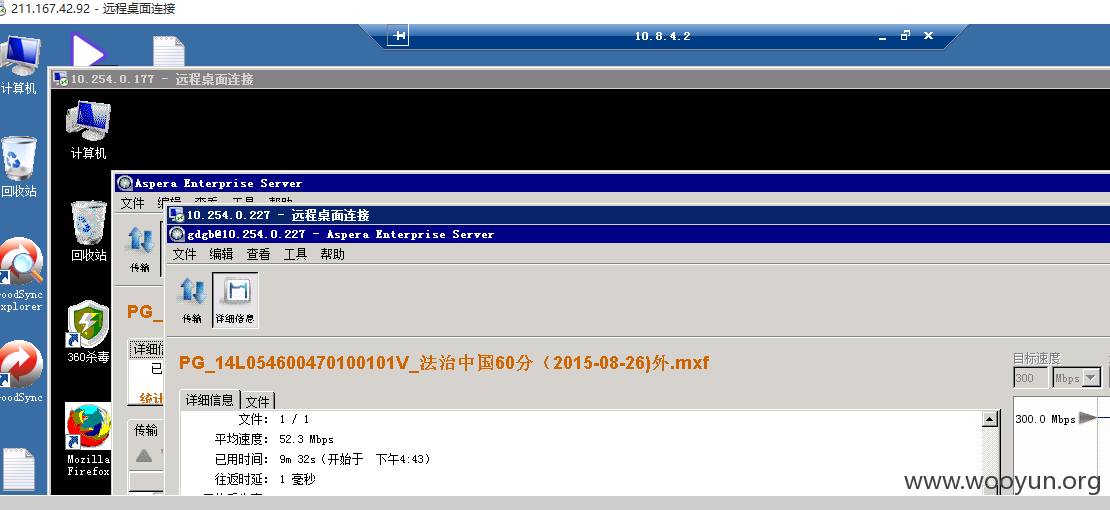 211.167.42.92 - 远程桌面连接
10.8.4.2
计算机
10.254.0.177 - 远程桌面连接
计算机
回收站
Aspera Enterprise Server
文件 编辑 查看 工具 帮助
10.254.0.227 - 远程桌面连接
gdgb@10.254.0.227 - Aspera Enterprise Server
文件 编辑 查看 工具 帮助
回收站
传输
传输
详细信息
oodSync
xplorer
PG_
360杀毒
详细信
已
统计
PG_14L054600470100101V_法治中国60分（2015-08-26)外.mxf
目标速度
300
Mbps
oodSync
详细信息
文件
文件: 1 / 1
300.0 Mbps
传输
平均速度: 52.3 Mbps
已用时间: 9m 32s（开始于 下午4:43）
往返时延: 1 毫秒
Mozilla
Firefox
www.wooyun.org